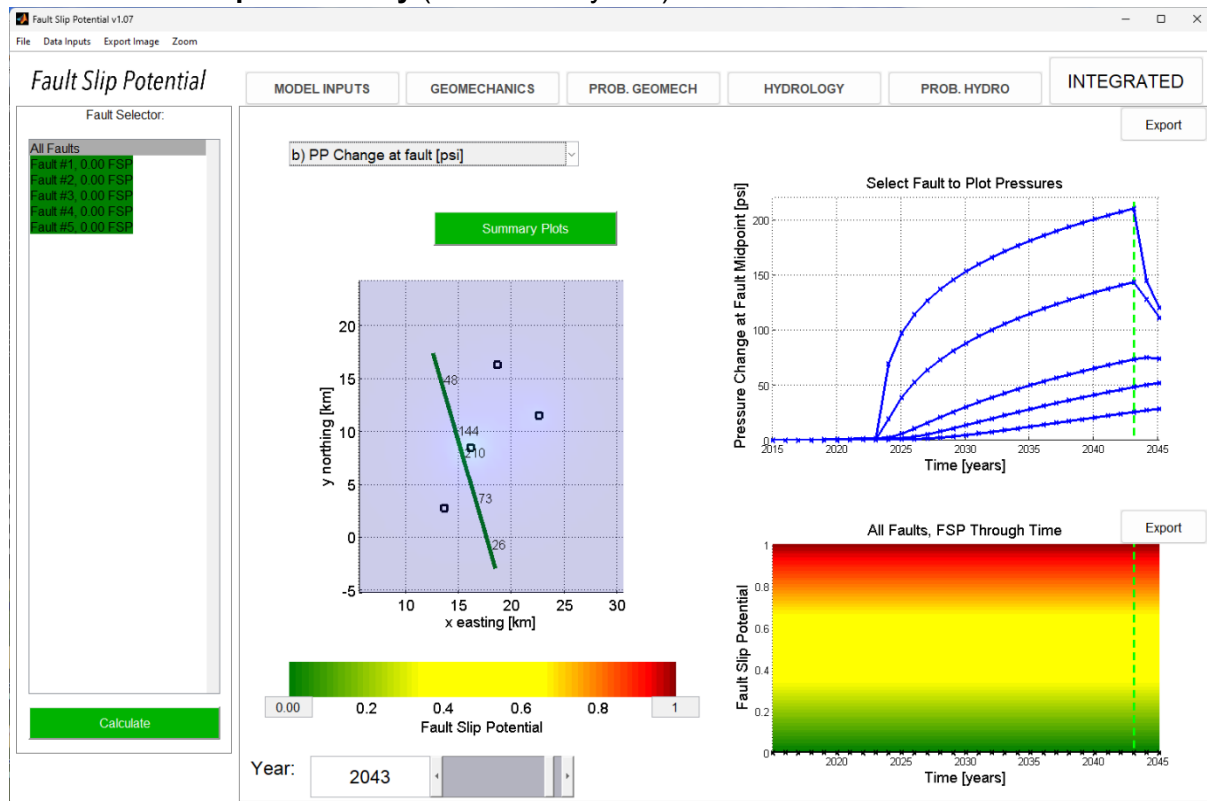 Fault Slip Potential v1.07
File Data Inputs Export Image Zoom
Fault Slip Potential
MODEL INPUTS GEOMECHANICS PROB. GEOMECH HYDROLOGY PROB. HYDRO INTEGRATED
Export
Fault Selector:
All Faults
Fault #1, 0.00 FSP
Fault #2, 0.00 FSP
Fault #3, 0.00 FSP
Fault #4, 0.00 FSP
Fault #5, 0.00 FSP
Calculate
b) PP Change at fault [psi]
Summary Plots
y northing [km]
20
15
10
5
0
-5
48
144
210
73
26
10 15 20 25 30
x easting [km]
0.00 0.2 0.4 0.6 0.8 1
Fault Slip Potential
Year: 2043
Select Fault to Plot Pressures
Pressure Change at Fault Midpoint [psi]
200
150
100
50
0
2015 2020 2025 2030 2035 2040 2045
Time [years]
Export
All Faults, FSP Through Time
Fault Slip Potential
1
0.8
0.6
0.4
0.2
0
2020 2025 2030 2035 2040 2045
Time [years]